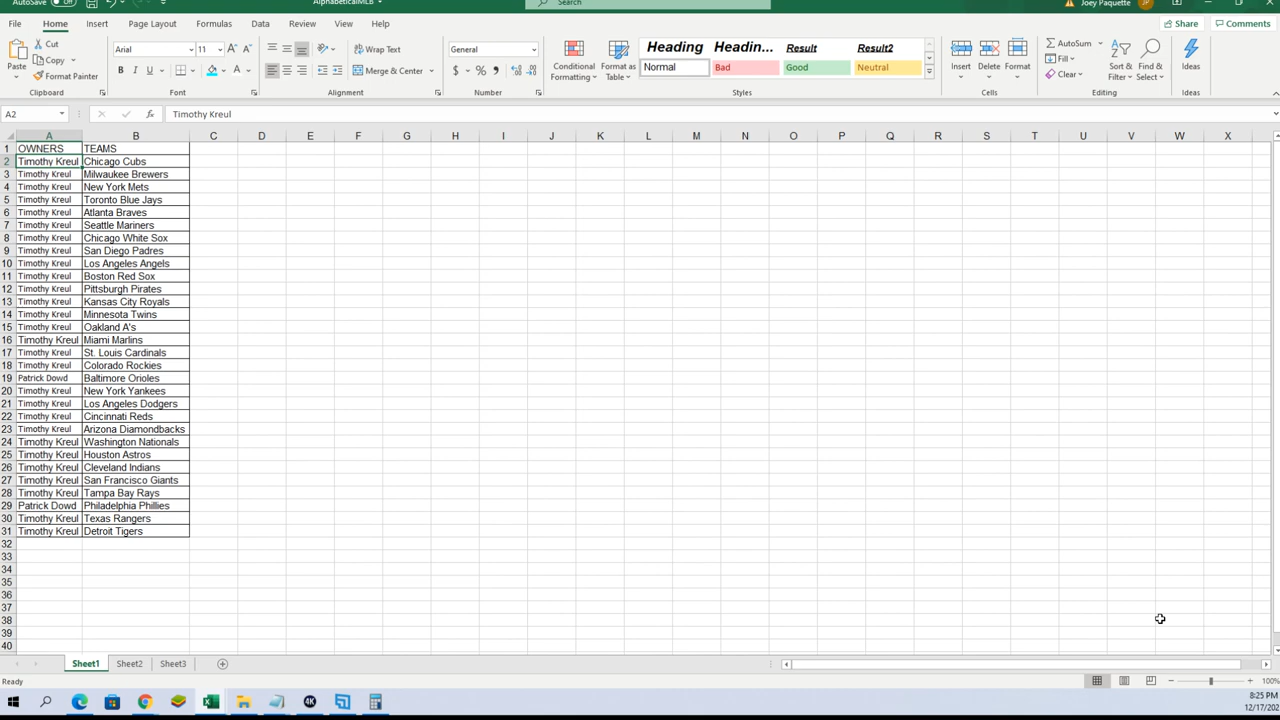 AutoSave
AlphabeticalMLB
Search
Joey Paquette
JP
File Home Insert Page Layout Formulas Data Review View Help
Share Comments
Paste
Cut
Copy
Format Painter
Clipboard
Arial 11
B I U
Font
Wrap Text
Merge & Center
Alignment
General
$ % ,
Number
Conditional Formatting
Format as Table
Heading Headin... Result Result2
Normal Bad Good Neutral
Styles
Insert Delete Format
Cells
AutoSum
Fill
Clear
Sort & Filter
Find & Select
Editing
Ideas
Ideas
A2 fx Timothy Kreul
A B C D E F G H I J K L M N O P Q R S T U V W X
1 OWNERS TEAMS
2 Timothy Kreul Chicago Cubs
3 Timothy Kreul Milwaukee Brewers
4 Timothy Kreul New York Mets
5 Timothy Kreul Toronto Blue Jays
6 Timothy Kreul Atlanta Braves
7 Timothy Kreul Seattle Mariners
8 Timothy Kreul Chicago White Sox
9 Timothy Kreul San Diego Padres
10 Timothy Kreul Los Angeles Angels
11 Timothy Kreul Boston Red Sox
12 Timothy Kreul Pittsburgh Pirates
13 Timothy Kreul Kansas City Royals
14 Timothy Kreul Minnesota Twins
15 Timothy Kreul Oakland A's
16 Timothy Kreul Miami Marlins
17 Timothy Kreul St. Louis Cardinals
18 Timothy Kreul Colorado Rockies
19 Patrick Dowd Baltimore Orioles
20 Timothy Kreul New York Yankees
21 Timothy Kreul Los Angeles Dodgers
22 Timothy Kreul Cincinnati Reds
23 Timothy Kreul Arizona Diamondbacks
24 Timothy Kreul Washington Nationals
25 Timothy Kreul Houston Astros
26 Timothy Kreul Cleveland Indians
27 Timothy Kreul San Francisco Giants
28 Timothy Kreul Tampa Bay Rays
29 Patrick Dowd Philadelphia Phillies
30 Timothy Kreul Texas Rangers
31 Timothy Kreul Detroit Tigers
32
33
34
35
36
37
38
39
40
Sheet1 Sheet2 Sheet3
Ready
100%
4K
8:25 PM
12/17/202